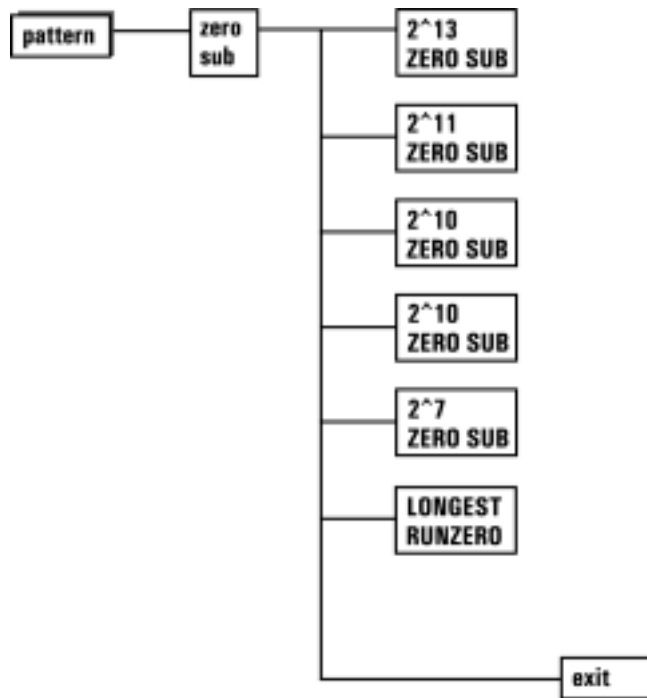 pattern
zero
sub
2^13
ZERO SUB
2^11
ZERO SUB
2^10
ZERO SUB
2^10
ZERO SUB
2^7
ZERO SUB
LONGEST
RUNZERO
exit